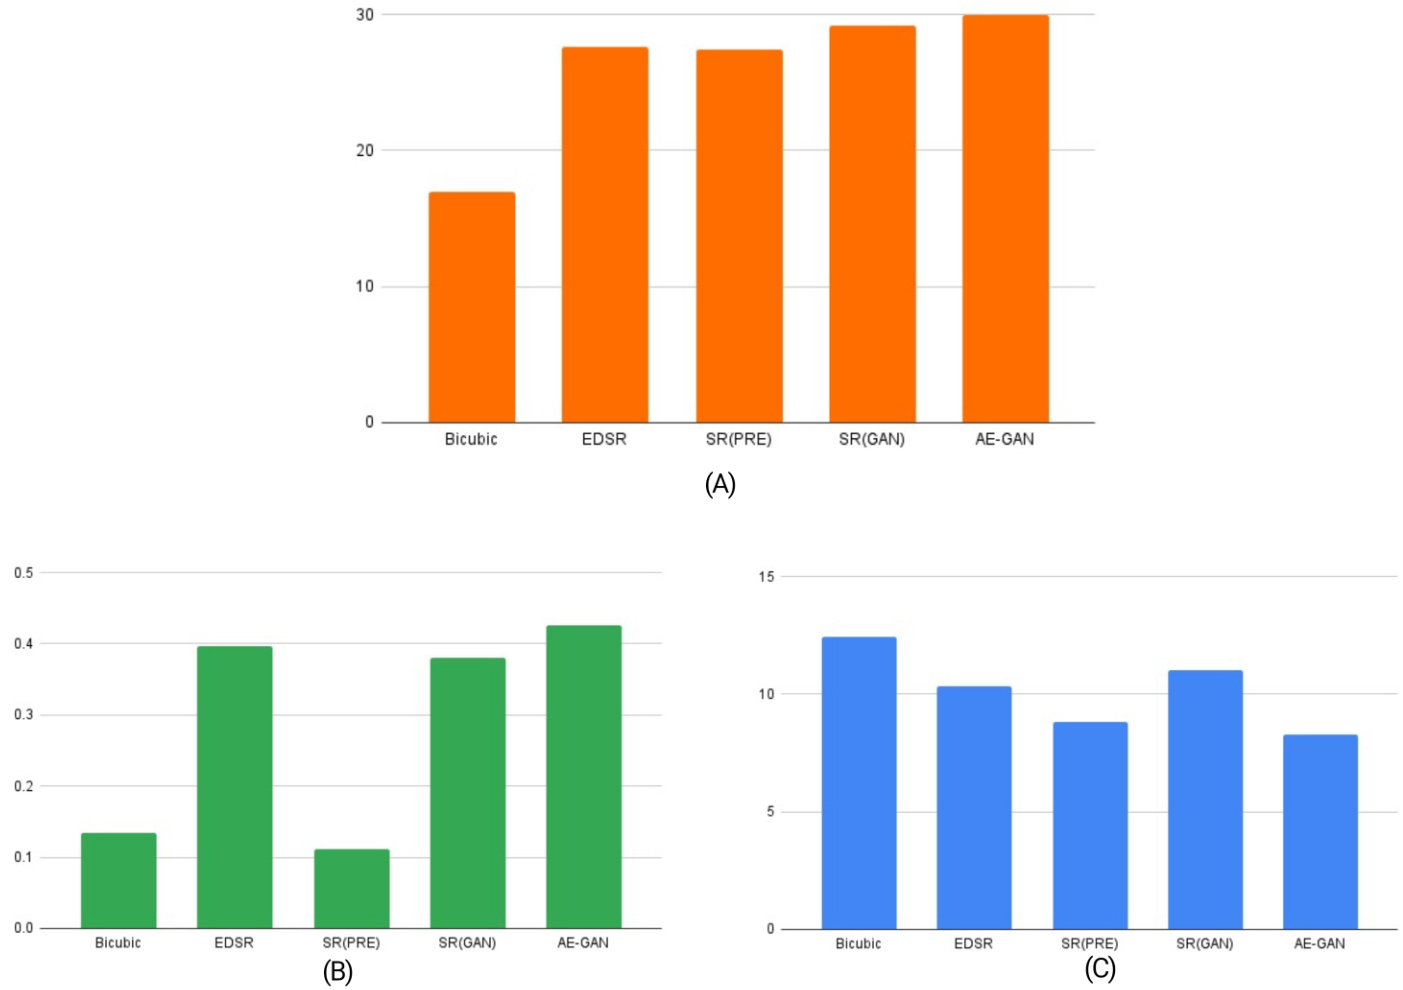 30
20
10
0
Bicubic EDSR SR(PRE) SR(GAN) AE-GAN
(A)
0.5
0.4
0.3
0.2
0.1
0.0
Bicubic EDSR SR(PRE) SR(GAN) AE-GAN
(B)
15
10
5
0
Bicubic EDSR SR(PRE) SR(GAN) AE-GAN
(C)